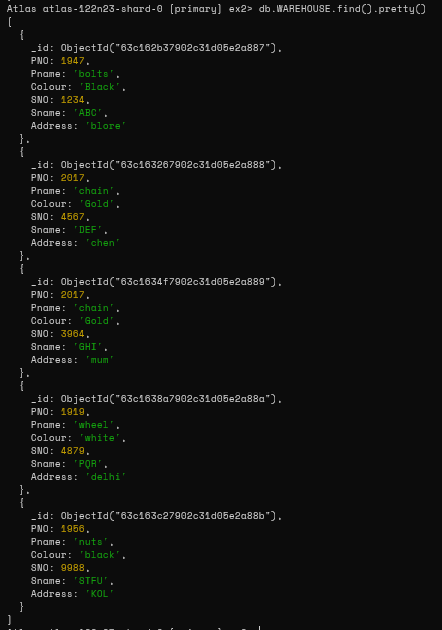 Atlas atlas-122n23-shard-0 [primary] ex2> db.WAREHOUSE.find().pretty()
[
  {
    _id: ObjectId("63c162b37902c31d05e2a887"),
    PNO: 1947,
    Pname: 'bolts',
    Colour: 'Black',
    SNO: 1234,
    Sname: 'ABC',
    Address: 'blore'
  },
  {
    _id: ObjectId("63c163267902c31d05e2a888"),
    PNO: 2017,
    Pname: 'chain',
    Colour: 'Gold',
    SNO: 4567,
    Sname: 'DEF',
    Address: 'chen'
  },
  {
    _id: ObjectId("63c1634f7902c31d05e2a889"),
    PNO: 2017,
    Pname: 'chain',
    Colour: 'Gold',
    SNO: 3964,
    Sname: 'GHI',
    Address: 'mum'
  },
  {
    _id: ObjectId("63c1638a7902c31d05e2a88a"),
    PNO: 1919,
    Pname: 'wheel',
    Colour: 'white',
    SNO: 4879,
    Sname: 'PQR',
    Address: 'delhi'
  },
  {
    _id: ObjectId("63c163c27902c31d05e2a88b"),
    PNO: 1956,
    Pname: 'nuts',
    Colour: 'black',
    SNO: 9988,
    Sname: 'STFU',
    Address: 'KOL'
  }
]